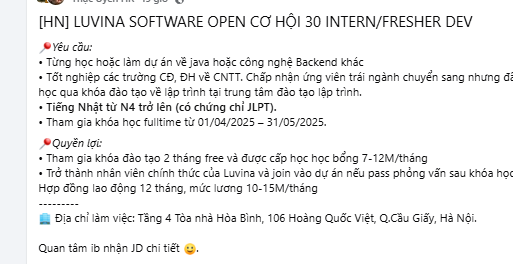 [HN] LUVINA SOFTWARE OPEN CƠ HỘI 30 INTERN/FRESHER DEV
📌Yêu cầu:
• Từng học hoặc làm dự án về java hoặc công nghệ Backend khác
• Tốt nghiệp các trường CĐ, ĐH về CNTT. Chấp nhận ứng viên trái ngành chuyển sang nhưng đã
học qua khóa đào tạo về lập trình tại trung tâm đào tạo lập trình.
• Tiếng Nhật từ N4 trở lên (có chứng chỉ JLPT).
• Tham gia khóa học fulltime từ 01/04/2025 – 31/05/2025.
📌Quyền lợi:
• Tham gia khóa đào tạo 2 tháng free và được cấp học học bổng 7-12M/tháng
• Trở thành nhân viên chính thức của Luvina và join vào dự án nếu pass phỏng vấn sau khóa học
Hợp đồng lao động 12 tháng, mức lương 10-15M/tháng
---------
🏢 Địa chỉ làm việc: Tầng 4 Tòa nhà Hòa Bình, 106 Hoàng Quốc Việt, Q.Cầu Giấy, Hà Nội.
Quan tâm ib nhận JD chi tiết 😉.